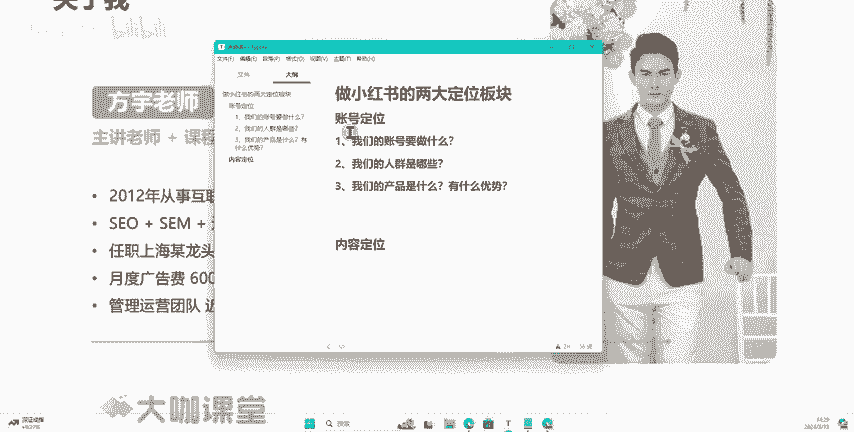 关于我
bilibili
方宇老师
主讲老师 + 课程
• 2012年从事互联
• SEO + SEM +
• 任职上海某龙头
• 月度广告费 600
• 管理运营团队 近
大咖课堂
文件(F) 编辑(E) 段落(P) 格式(O) 视图(V) 主题(T) 帮助(H)
文件 大纲
做小红书的两大定位板块
账号定位
1、我们的账号要做什么?
2、我们的人群是哪些?
3、我们的产品是什么？有什么优势?
内容定位
做小红书的两大定位板块
账号定位
1、我们的账号要做什么?
2、我们的人群是哪些?
3、我们的产品是什么？有什么优势?
内容定位
搜索